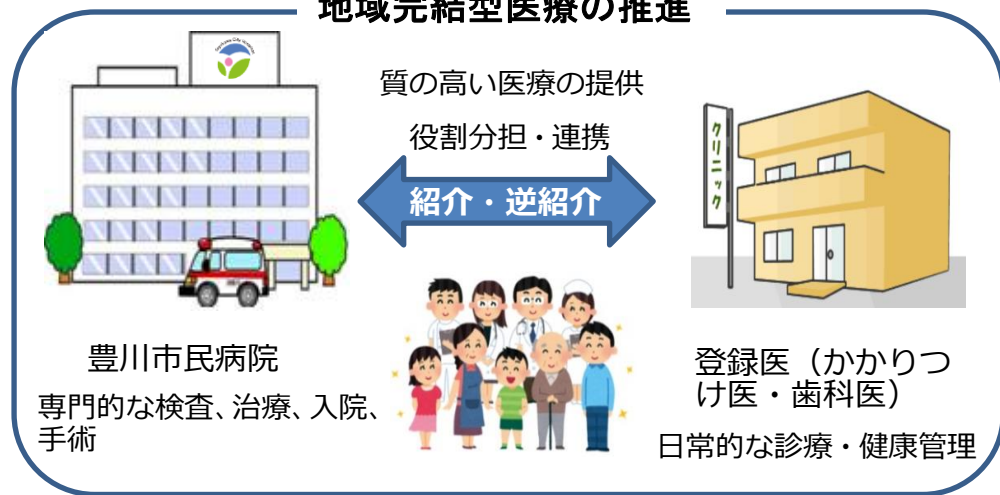 地域完結型医療の推進
質の高い医療の提供
役割分担・連携
紹介・逆紹介
クリニック
豊川市民病院
専門的な検査、治療、入院、
手術
登録医（かかりつ
け医・歯科医）
日常的な診療・健康管理